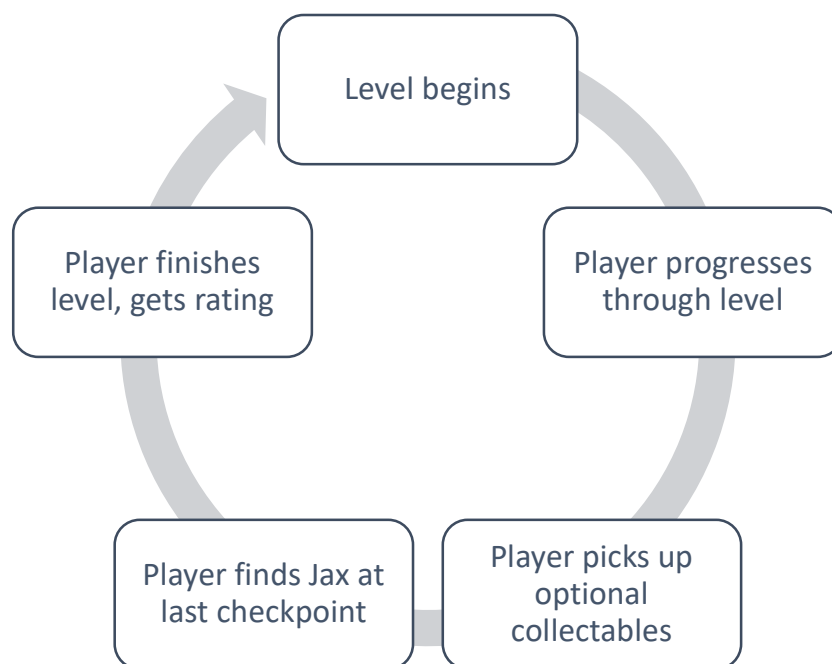 Level begins
Player progresses
through level
Player picks up
optional
collectables
Player finds Jax at
last checkpoint
Player finishes
level, gets rating